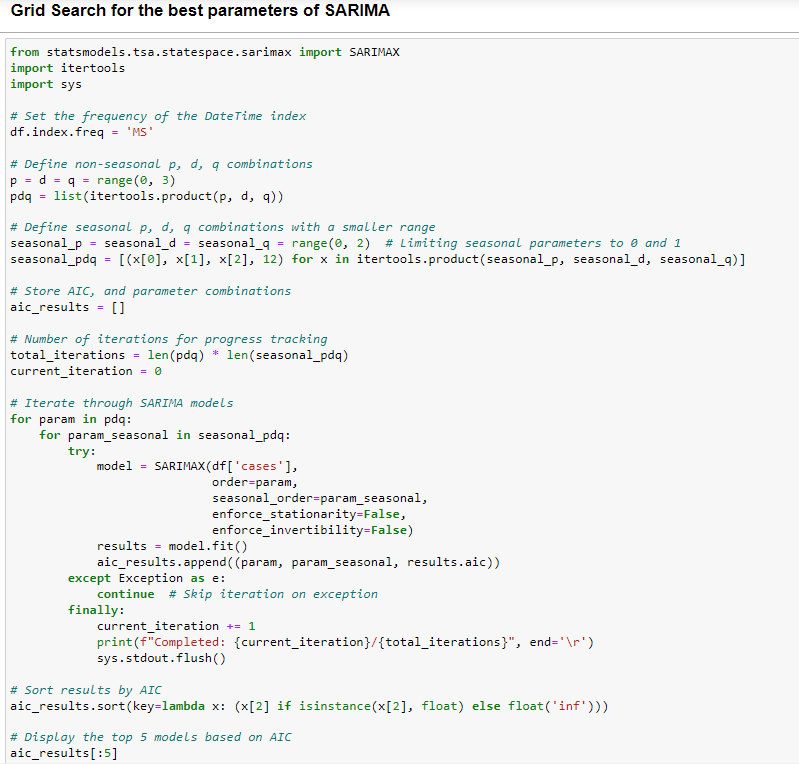 Grid Search for the best parameters of SARIMA
from statsmodels.tsa.statespace.sarimax import SARIMAX
import itertools
import sys
# Set the frequency of the DateTime index
df.index.freq = 'MS'
# Define non-seasonal p, d, q combinations
p = d = q = range(0, 3)
pdq = list(itertools.product(p, d, q))
# Define seasonal p, d, q combinations with a smaller range
seasonal_p = seasonal_d = seasonal_q = range(0, 2)  # Limiting seasonal parameters to 0 and 1
seasonal_pdq = [(x[0], x[1], x[2], 12) for x in itertools.product(seasonal_p, seasonal_d, seasonal_q)]
# Store AIC, and parameter combinations
aic_results = []
# Number of iterations for progress tracking
total_iterations = len(pdq) * len(seasonal_pdq)
current_iteration = 0
# Iterate through SARIMA models
for param in pdq:
    for param_seasonal in seasonal_pdq:
        try:
            model = SARIMAX(df['cases'],
                            order=param,
                            seasonal_order=param_seasonal,
                            enforce_stationarity=False,
                            enforce_invertibility=False)
            results = model.fit()
            aic_results.append((param, param_seasonal, results.aic))
        except Exception as e:
            continue  # Skip iteration on exception
        finally:
            current_iteration += 1
            print(f"Completed: {current_iteration}/{total_iterations}", end='\r')
            sys.stdout.flush()
# Sort results by AIC
aic_results.sort(key=lambda x: (x[2] if isinstance(x[2], float) else float('inf')))
# Display the top 5 models based on AIC
aic_results[:5]